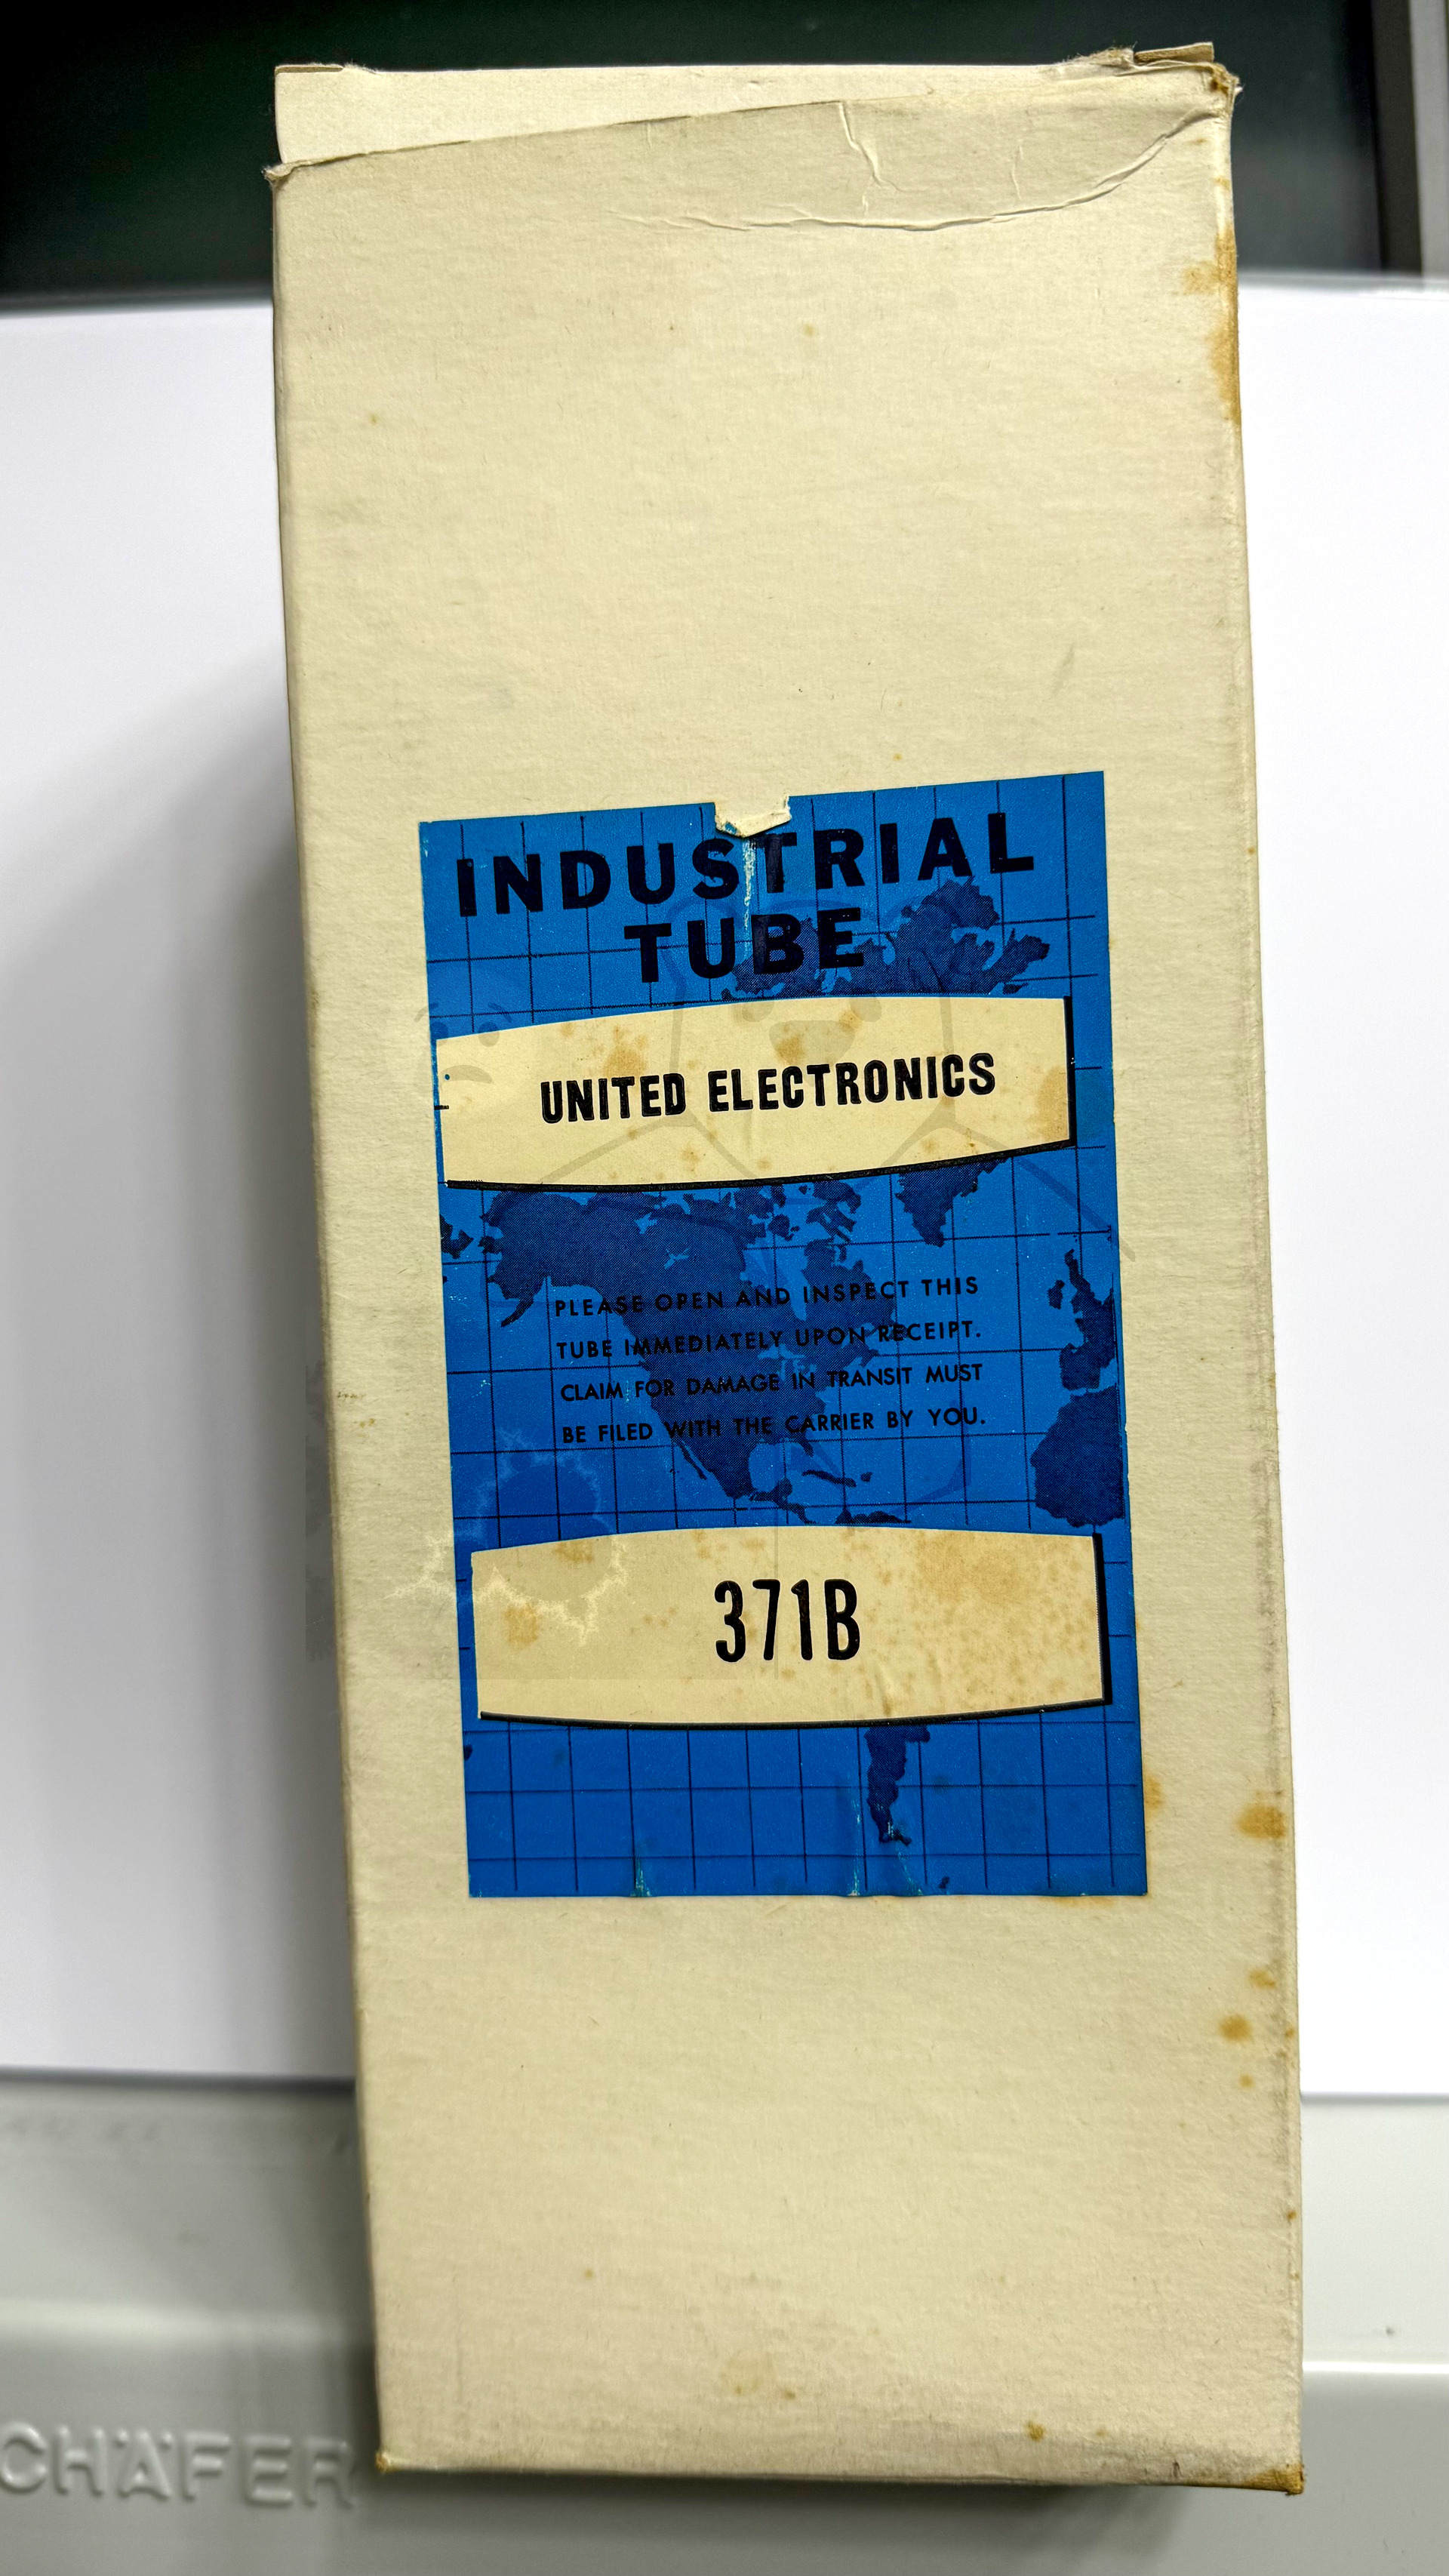 INDUSTRIAL
TUBE
UNITED ELECTRONICS
PLEASE OPEN AND INSPECT THIS
TUBE IMMEDIATELY UPON RECEIPT.
CLAIM FOR DAMAGE IN TRANSIT MUST
BE FILED WITH THE CARRIER BY YOU.
371B
CHÄFER